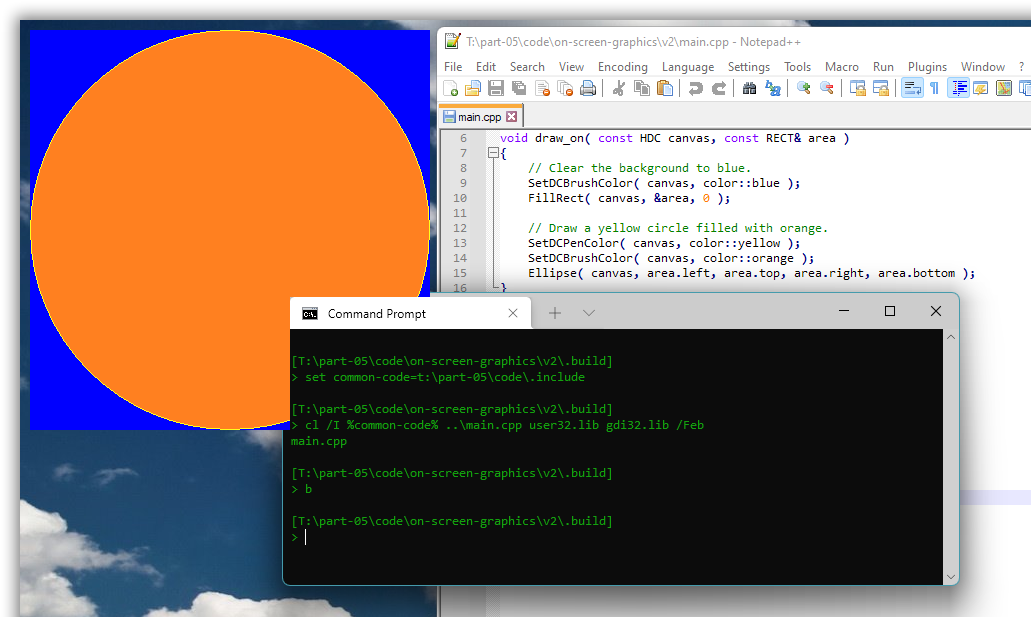 T:\part-05\code\on-screen-graphics\v2\main.cpp - Notepad++
File Edit Search View Encoding Language Settings Tools Macro Run Plugins Window ?
main.cpp
6 void draw_on( const HDC canvas, const RECT& area )
7 {
8 // Clear the background to blue.
9 SetDCBrushColor( canvas, color::blue );
10 FillRect( canvas, &area, 0 );
11
12 // Draw a yellow circle filled with orange.
13 SetDCPenColor( canvas, color::yellow );
14 SetDCBrushColor( canvas, color::orange );
15 Ellipse( canvas, area.left, area.top, area.right, area.bottom );
16 }
Command Prompt
[T:\part-05\code\on-screen-graphics\v2\.build]
> set common-code=t:\part-05\code\.include
[T:\part-05\code\on-screen-graphics\v2\.build]
> cl /I %common-code% ..\main.cpp user32.lib gdi32.lib /Feb
main.cpp
[T:\part-05\code\on-screen-graphics\v2\.build]
> b
[T:\part-05\code\on-screen-graphics\v2\.build]
>